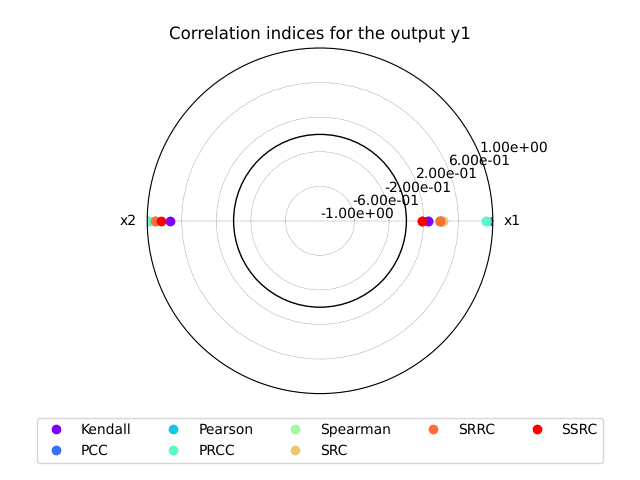 Correlation indices for the output y1
1.00e+00
6.00e-01
2.00e-01
-2.00e-01
-6.00e-01
-1.00e+00
x2
x1
Kendall Pearson Spearman SRRC SSRC
PCC PRCC SRC